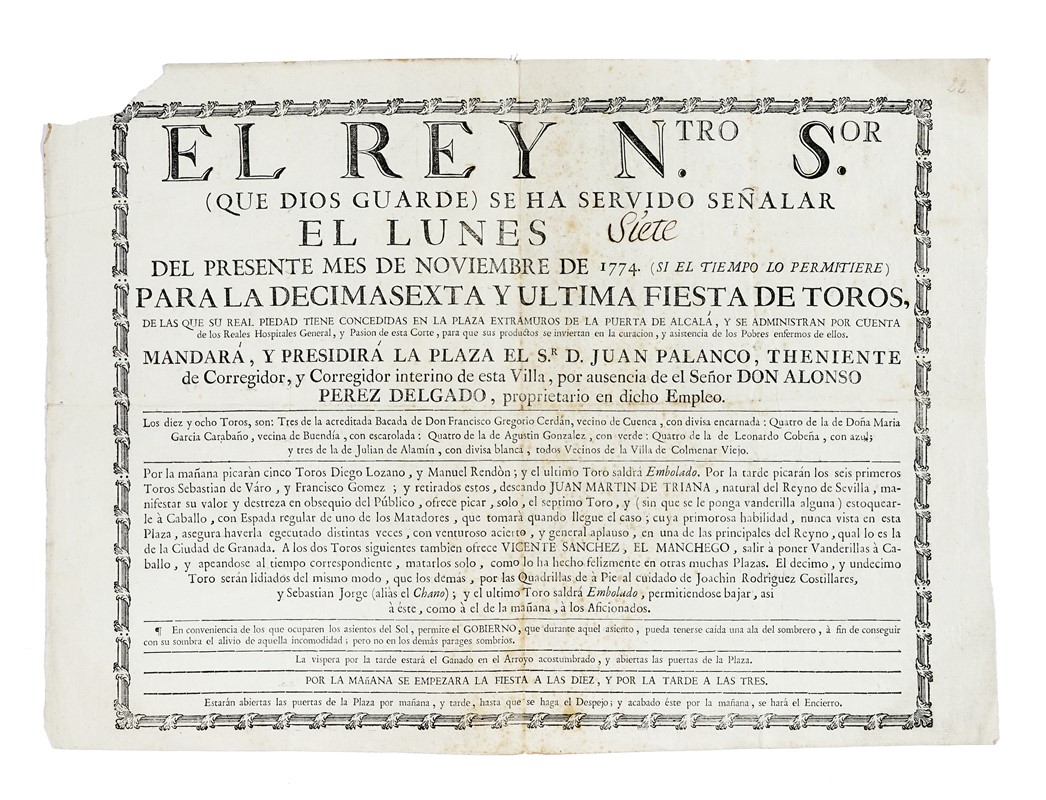 22
EL REY N.TRO S.OR
(QUE DIOS GUARDE) SE HA SERVIDO SEÑALAR
EL LUNES Siete
DEL PRESENTE MES DE NOVIEMBRE DE 1774. (SI EL TIEMPO LO PERMITIERE)
PARA LA DECIMASEXTA Y ULTIMA FIESTA DE TOROS,
DE LAS QUE SU REAL PIEDAD TIENE CONCEDIDAS EN LA PLAZA EXTRAMUROS DE LA PUERTA DE ALCALÁ, Y SE ADMINISTRAN POR CUENTA
de los Reales Hospitales General, y Pasion de esta Corte, para que sus productos se inviertan en la curacion, y asistencia de los Pobres enfermos de ellos.
MANDARÁ, Y PRESIDIRÁ LA PLAZA EL S.R D. JUAN PALANCO, THENIENTE
de Corregidor, y Corregidor interino de esta Villa, por ausencia de el Señor DON ALONSO
PEREZ DELGADO, proprietario en dicho Empleo.
Los diez y ocho Toros, son: Tres de la acreditada Bacada de Don Francisco Gregorio Cerdán, vecino de Cuenca, con divisa encarnada: Quatro de la de Doña Maria
Garcia Carabaño, vecina de Buendía, con escarolada: Quatro de la de Agustin Gonzalez, con verde: Quatro de la de Leonardo Cobeña, con azul;
y tres de la de Julian de Alamín, con divisa blanca, todos Vecinos de la Villa de Colmenar Viejo.
Por la mañana picaràn cinco Toros Diego Lozano, y Manuel Rendòn; y el ultimo Toro saldrá Embolado. Por la tarde picarán los seis primeros
Toros Sebastian de Váro, y Francisco Gomez; y retirados estos, deseando JUAN MARTIN DE TRIANA, natural del Reyno de Sevilla, ma-
nifestar su valor y destreza en obsequio del Público, ofrece picar, solo, el septimo Toro, y (sin que se le ponga vanderilla alguna) estoquear-
le à Caballo, con Espada regular de uno de los Matadores, que tomará quando llegue el caso; cuya primorosa habilidad, nunca vista en esta
Plaza, asegura haverla egecutado distintas veces, con venturoso acierto, y general aplauso, en una de las principales del Reyno, qual lo es la
de la Ciudad de Granada. A los dos Toros siguientes tambien ofrece VICENTE SANCHEZ, EL MANCHEGO, salir à poner Vanderillas à Ca-
ballo, y apeandose al tiempo correspondiente, matarlos solo, como lo ha hecho felizmente en otras muchas Plazas. El decimo, y undecimo
Toro serán lidiados del mismo modo, que los demás, por las Quadrillas de à Pie al cuidado de Joachin Rodriguez Costillares,
y Sebastian Jorge (aliàs el Chano); y el ultimo Toro saldrá Embolado, permitiendose bajar, asi
à éste, como à el de la mañana, à los Aficionados.
¶ En conveniencia de los que ocuparen los asientos del Sol, permite el GOBIERNO, que durante aquel asiento, pueda tenerse caída una ala del sombrero, à fin de conseguir
con su sombra el alivio de aquella incomodidad; pero no en los demás parages sombrios.
La vispera por la tarde estará el Ganado en el Arroyo acostumbrado, y abiertas las puertas de la Plaza.
POR LA MAñANA SE EMPEZARA LA FIESTA A LAS DIEZ, Y POR LA TARDE A LAS TRES.
Estarán abiertas las puertas de la Plaza por mañana, y tarde, hasta que se haga el Despejo; y acabado éste por la mañana, se hará el Encierro.